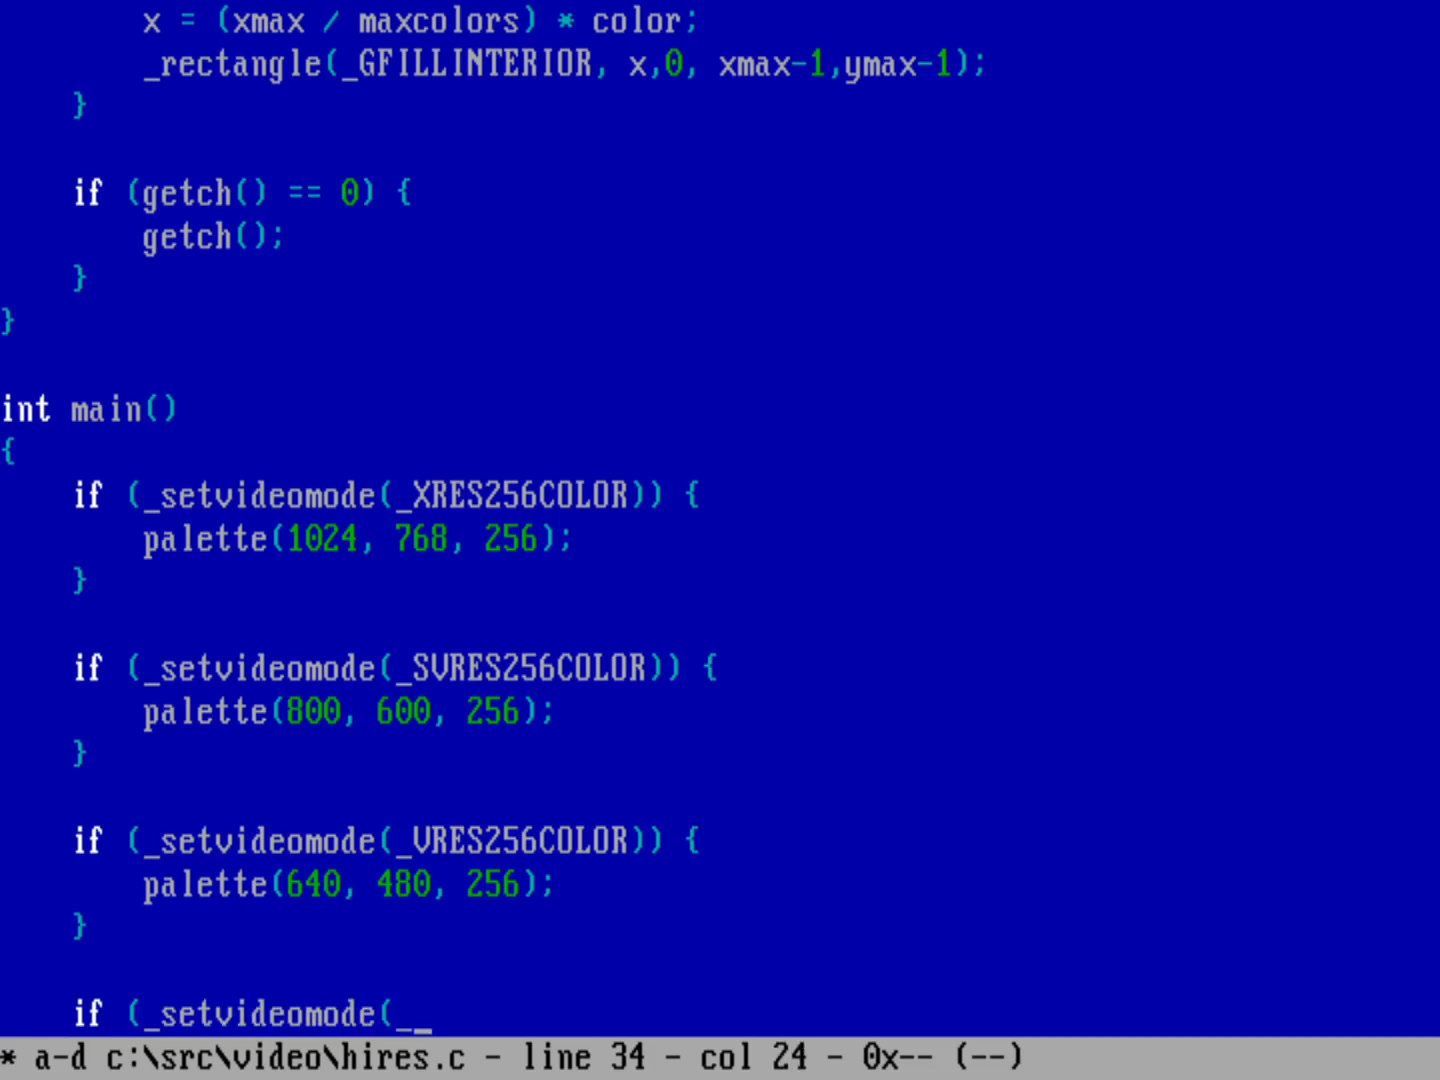 x = (xmax / maxcolors) * color;
_rectangle(_GFILLINTERIOR, x,0, xmax-1,ymax-1);
}
if (getch() == 0) {
getch();
}
}
int main()
{
if (_setvideomode(_XRES256COLOR)) {
palette(1024, 768, 256);
}
if (_setvideomode(_SVRES256COLOR)) {
palette(800, 600, 256);
}
if (_setvideomode(_VRES256COLOR)) {
palette(640, 480, 256);
}
if (_setvideomode(_
* a-d c:\src\video\hires.c - line 34 - col 24 - 0x-- (--)